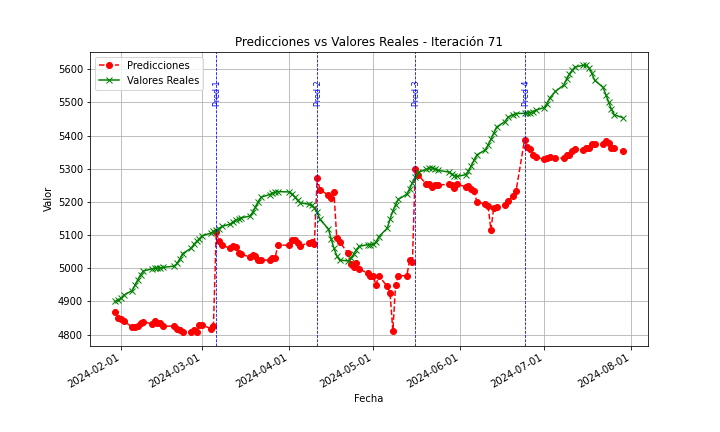 Predicciones vs Valores Reales - Iteración 71
Predicciones
Valores Reales
Pred 1
Pred 2
Pred 3
Pred 4
Valor
5600
5500
5400
5300
5200
5100
5000
4900
4800
2024-02-01
2024-03-01
2024-04-01
2024-05-01
2024-06-01
2024-07-01
2024-08-01
Fecha